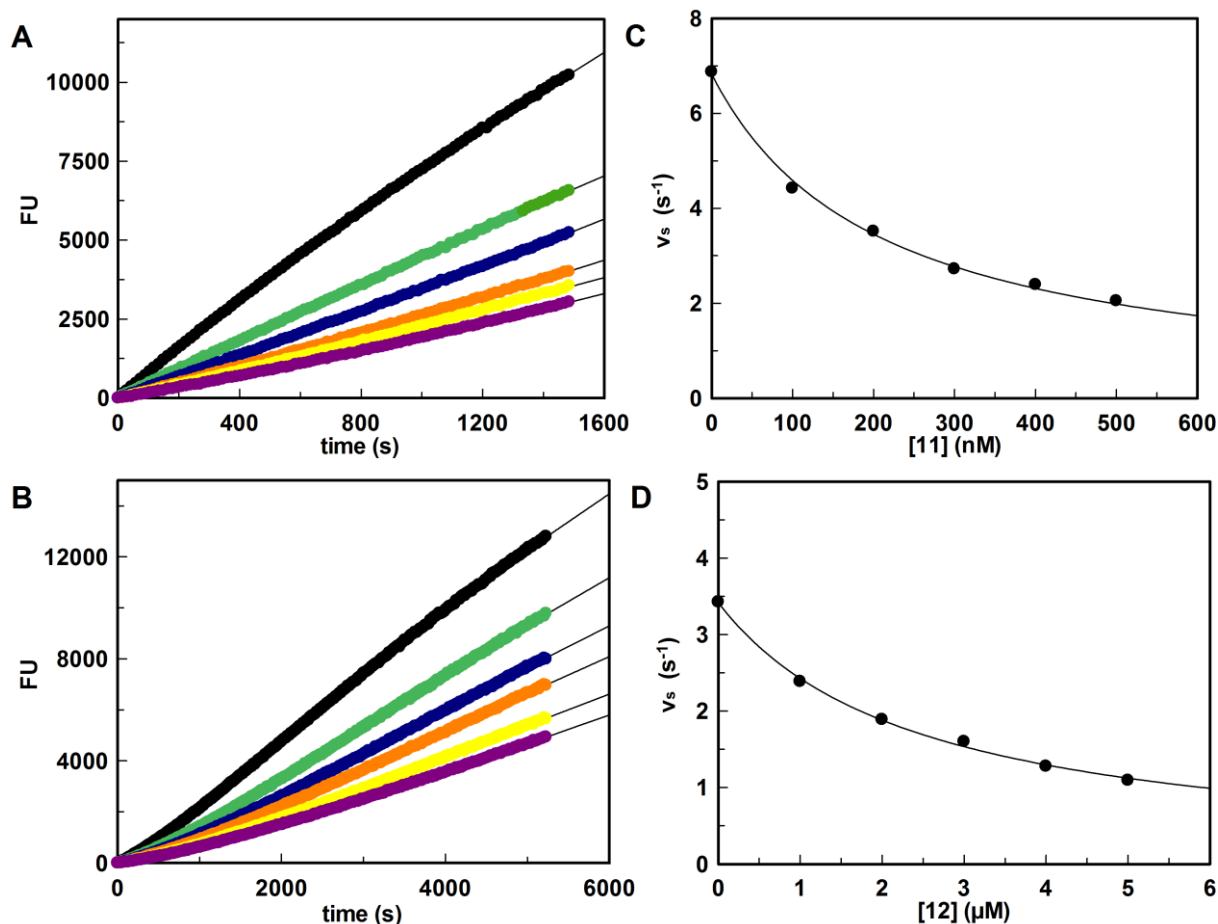 A
FU
10000
7500
5000
2500
0
0 400 800 1200 1600
time (s)
C
vₛ (s⁻¹)
8
6
4
2
0
0 100 200 300 400 500 600
[11] (nM)
B
FU
12000
8000
4000
0
0 2000 4000 6000
time (s)
D
vₛ (s⁻¹)
5
4
3
2
1
0
0 1 2 3 4 5 6
[12] (µM)